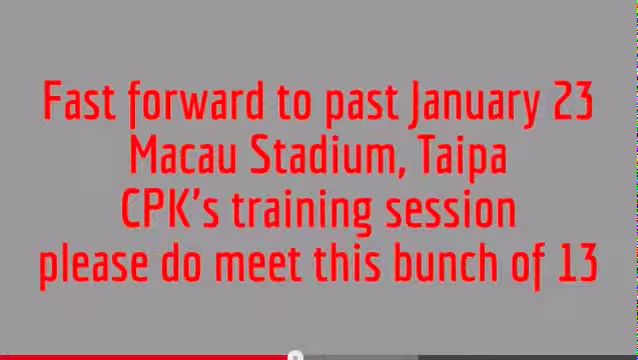 Fast forward to past January 23
Macau Stadium, Taipa
CPK's training session
please do meet this bunch of 13